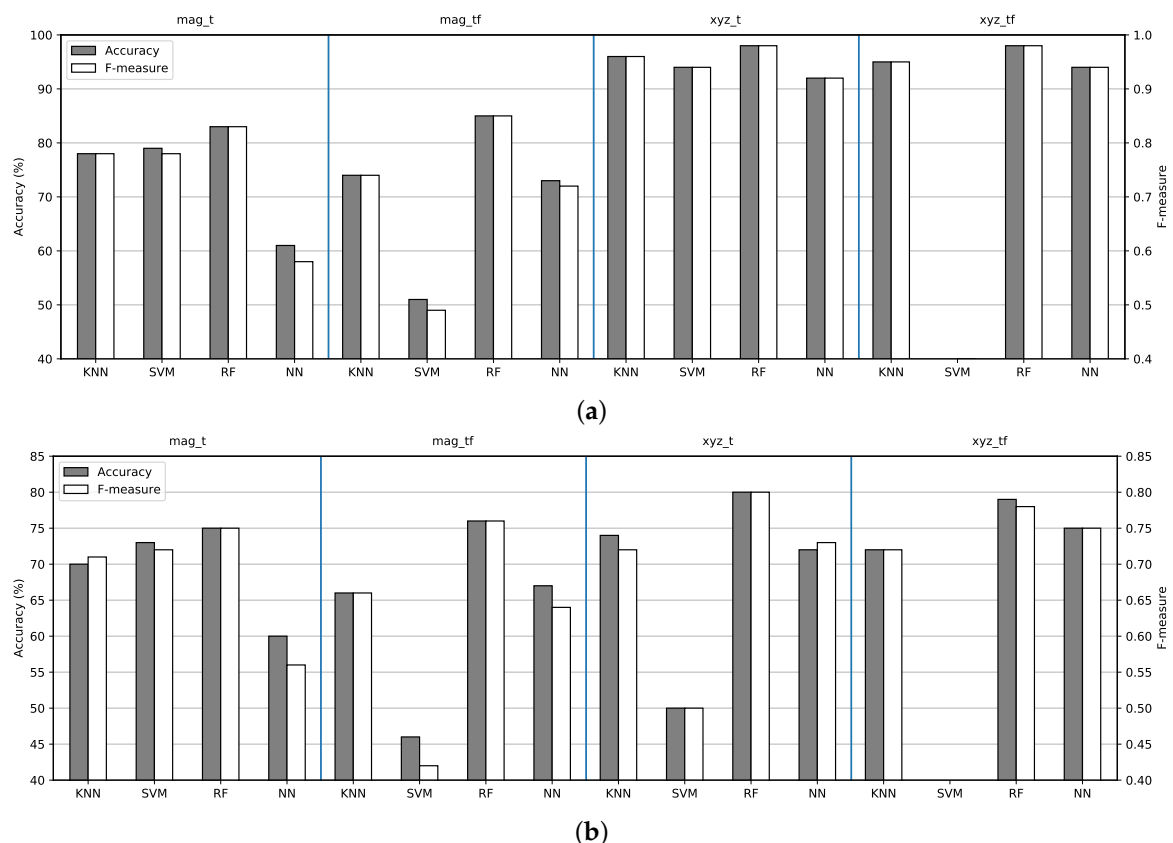 mag_t mag_tf xyz_t xyz_tf
100 1.0
Accuracy
F-measure
90 0.9
80 0.8
70 0.7
60 0.6
50 0.5
40 0.4
Accuracy (%)
F-measure
KNN SVM RF NN KNN SVM RF NN KNN SVM RF NN KNN SVM RF NN
(a)
mag_t mag_tf xyz_t xyz_tf
85 0.85
Accuracy
F-measure
80 0.80
75 0.75
70 0.70
65 0.65
60 0.60
55 0.55
50 0.50
45 0.45
40 0.40
Accuracy (%)
F-measure
KNN SVM RF NN KNN SVM RF NN KNN SVM RF NN KNN SVM RF NN
(b)